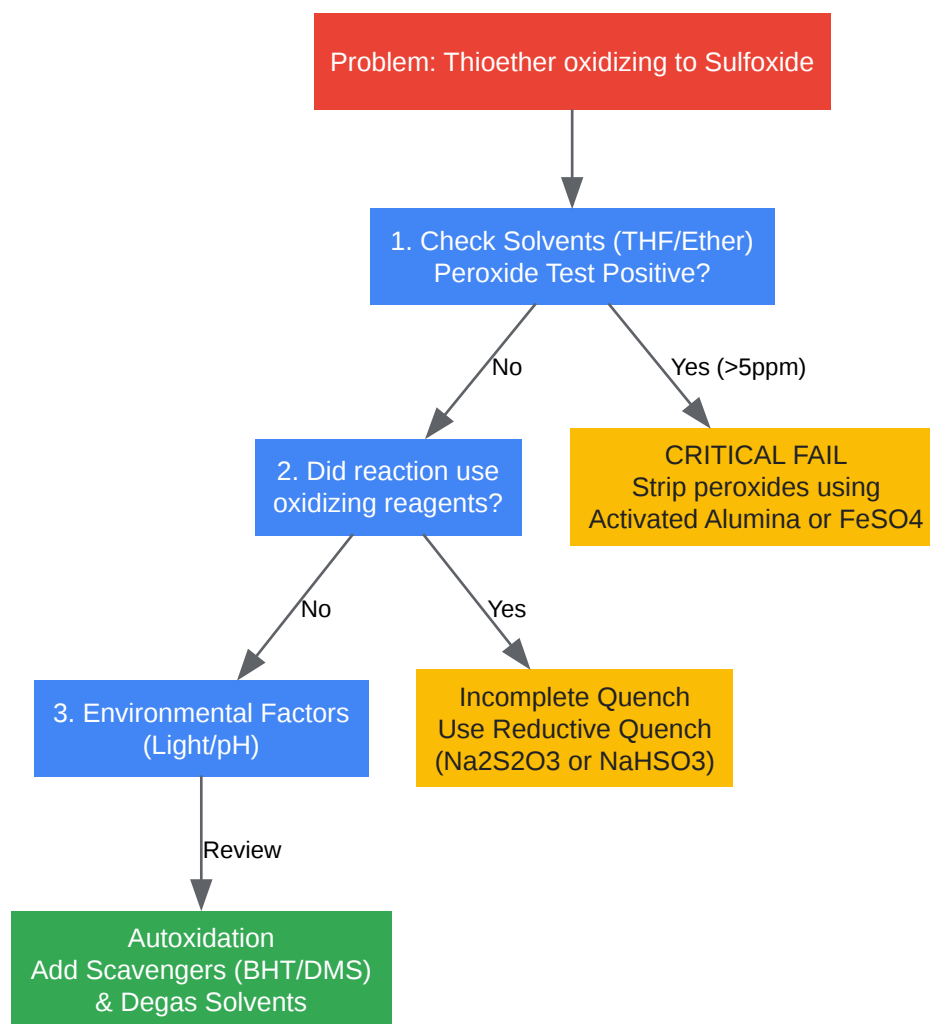 Problem: Thioether oxidizing to Sulfoxide
1. Check Solvents (THF/Ether)
Peroxide Test Positive?
No
Yes (>5ppm)
CRITICAL FAIL
Strip peroxides using
Activated Alumina or FeSO4
2. Did reaction use
oxidizing reagents?
No
Yes
Incomplete Quench
Use Reductive Quench
(Na2S2O3 or NaHSO3)
3. Environmental Factors
(Light/pH)
Review
Autoxidation
Add Scavengers (BHT/DMS)
& Degas Solvents